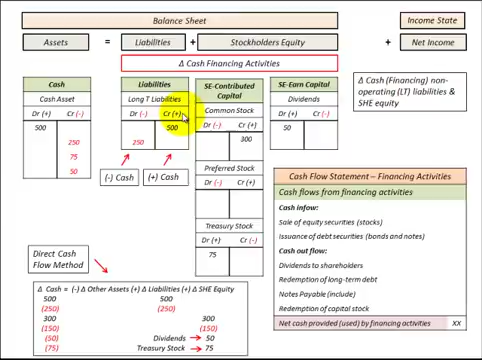 Balance Sheet
Income State
Assets = Liabilities + Stockholders Equity + Net Income
Δ Cash Financing Activities
Cash
Cash Asset
Dr (+) Cr (-)
500
250
75
50
Liabilities
Long T Liabilities
Dr (-) Cr (+)
500
250
(-) Cash
(+) Cash
SE-Contributed
Capital
Common Stock
Dr (-) Cr (+)
300
Preferred Stock
Dr (-) Cr (+)
Treasury Stock
Dr (+) Cr (-)
75
SE-Earn Capital
Dividends
Dr (+) Cr (-)
50
Δ Cash (Financing) non-
operating (LT) liabilities &
SHE equity
Cash Flow Statement – Financing Activities
Cash flows from financing activities
Cash infow:
Sale of equity securities (stocks)
Issuance of debt securities (bonds and notes)
Cash out flow:
Dividends to shareholders
Redemption of long-term debt
Notes Payable (include)
Redemption of capital stock
Net cash provided (used) by financing activities XX
Direct Cash
Flow Method
Δ Cash = (-) Δ Other Assets (+) Δ Liabilities (+) Δ SHE Equity
500 500
(250) (250)
300 300
(150) (150)
(50) Dividends 50
(75) Treasury Stock 75